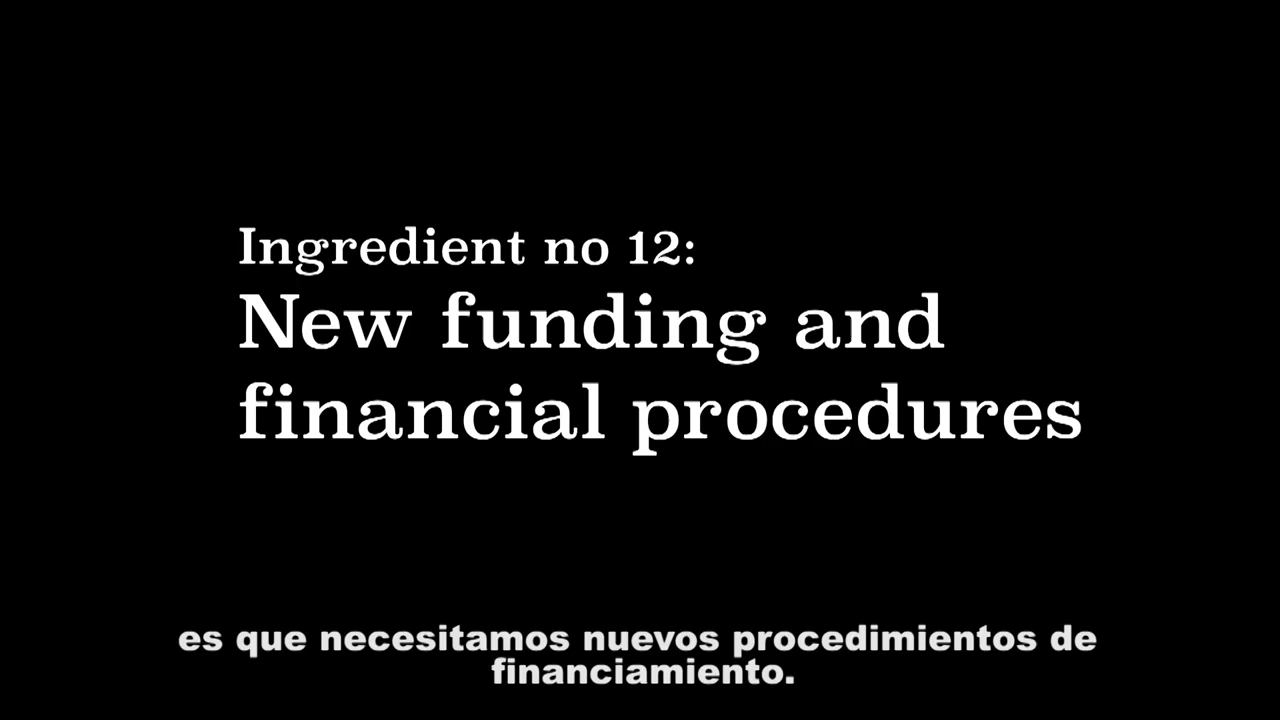 Ingredient no 12:
New funding and
financial procedures
es que necesitamos nuevos procedimientos de
financiamiento.